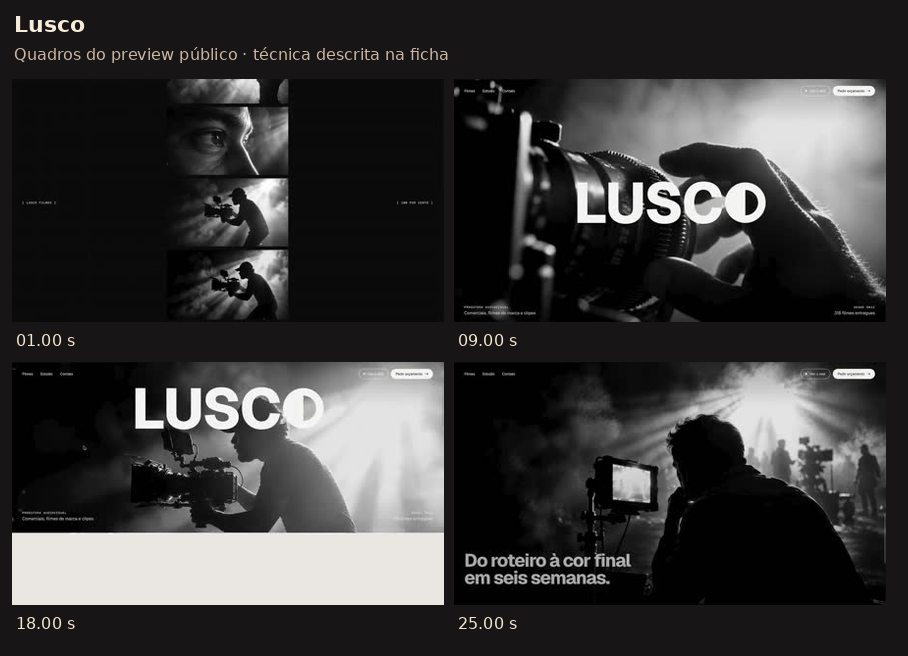 Lusco
Quadros do preview público · técnica descrita na ficha
[ LUSCO FILMES ]
[ 100 POR CENTO ]
01.00 s
Filmes Estúdio Contato
Pedir orçamento →
LUSCO
PRODUTORA AUDIOVISUAL
Comerciais, filmes de marca e clipes
DESDE 2012
318 filmes entregues
09.00 s
Filmes Estúdio Contato
Pedir orçamento →
LUSCO
PRODUTORA AUDIOVISUAL
Comerciais, filmes de marca e clipes
18.00 s
Filmes Estúdio Contato
Pedir orçamento →
Do roteiro à cor final
em seis semanas.
25.00 s